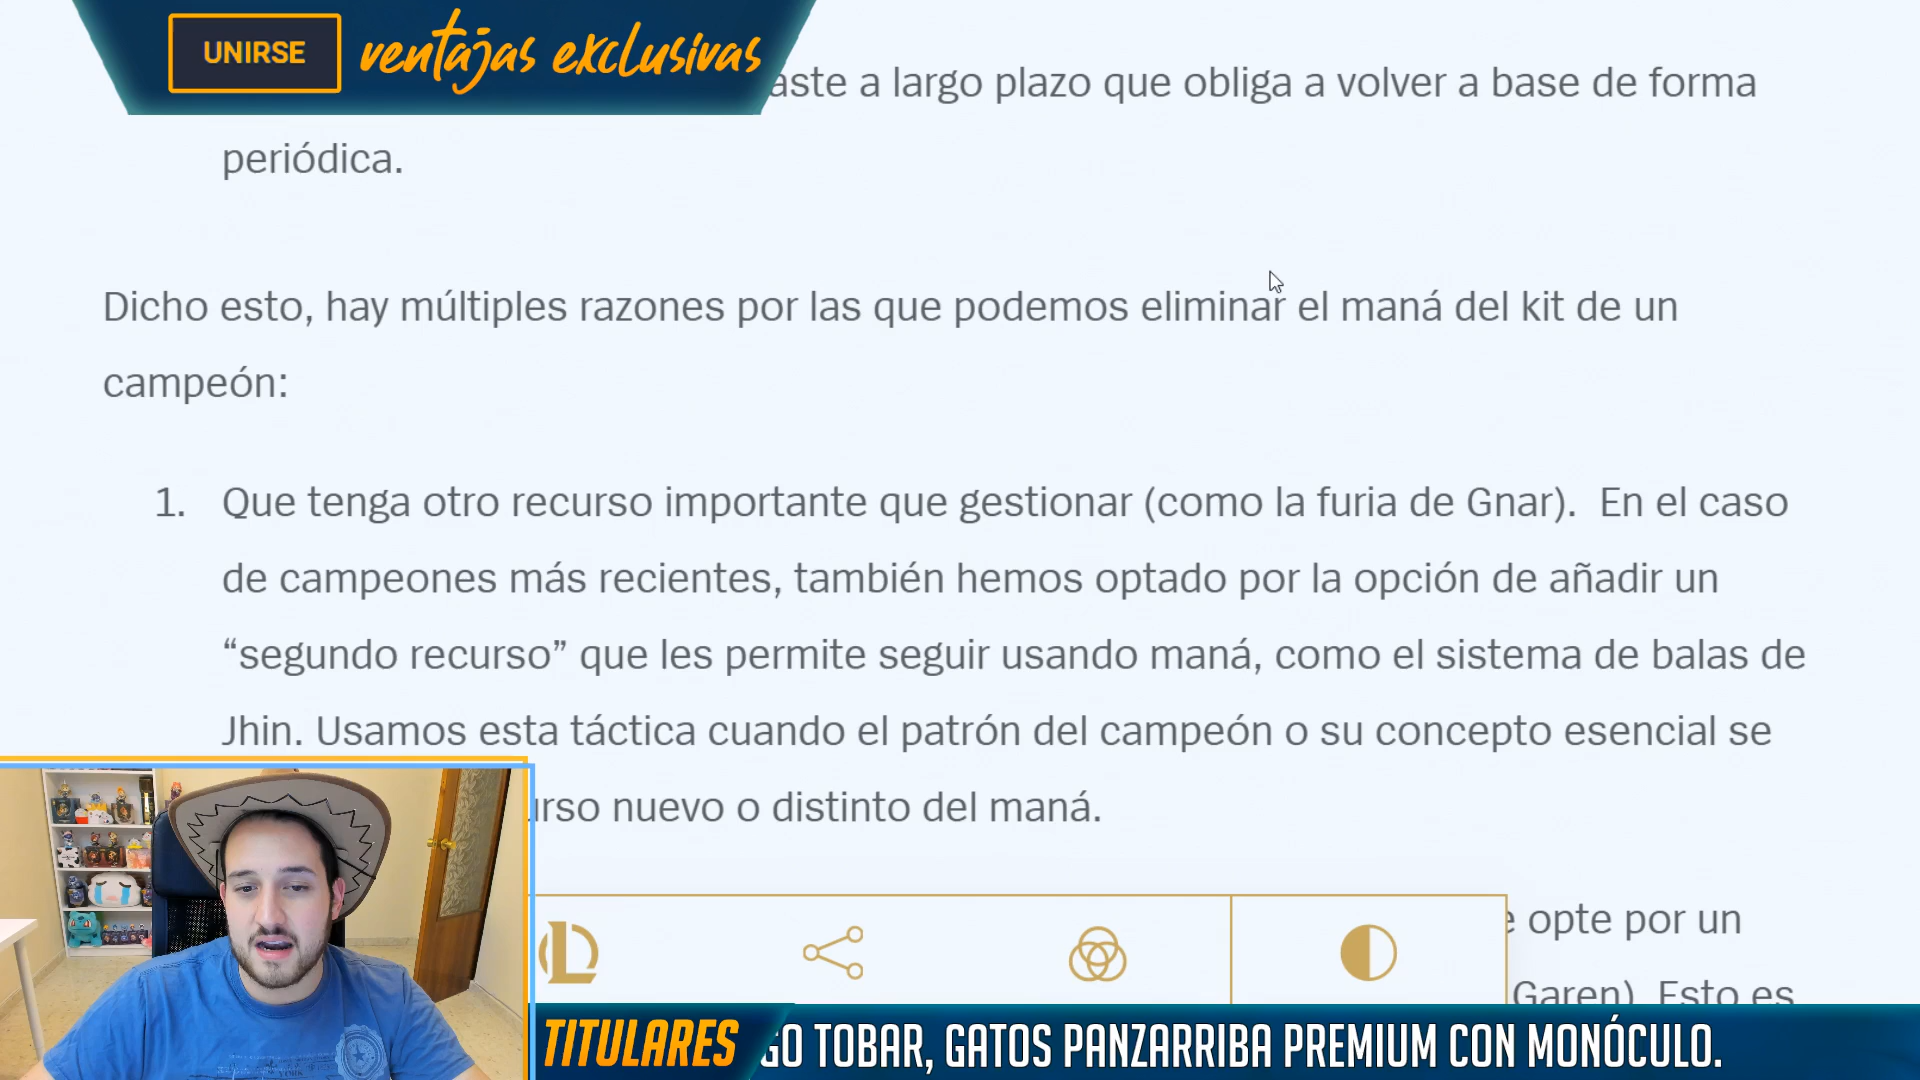 UNIRSE ventajas exclusivas
a largo plazo que obliga a volver a base de forma
periódica.
Dicho esto, hay múltiples razones por las que podemos eliminar el maná del kit de un
campeón:
1. Que tenga otro recurso importante que gestionar (como la furia de Gnar). En el caso
de campeones más recientes, también hemos optado por la opción de añadir un
“segundo recurso” que les permite seguir usando maná, como el sistema de balas de
Jhin. Usamos esta táctica cuando el patrón del campeón o su concepto esencial se
nuevo o distinto del maná.
opte por un
Garen). Esto es
TITULARES GO TOBAR, GATOS PANZARRIBA PREMIUM CON MONÓCULO.